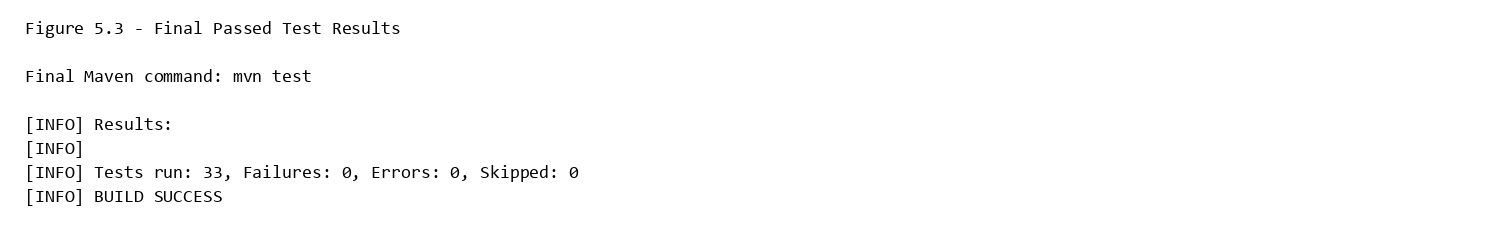 Figure 5.3 - Final Passed Test Results
Final Maven command: mvn test
[INFO] Results:
[INFO]
[INFO] Tests run: 33, Failures: 0, Errors: 0, Skipped: 0
[INFO] BUILD SUCCESS